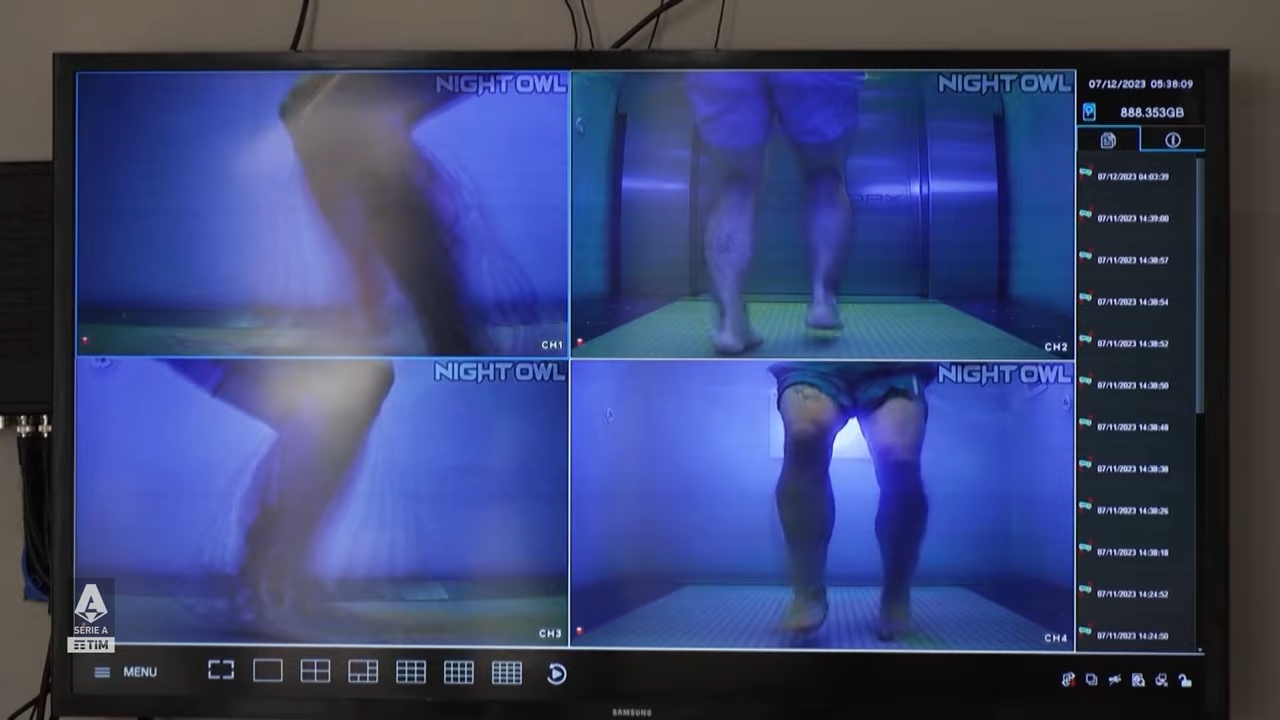 NIGHT OWL
CH1
NIGHT OWL
CH2
NIGHT OWL
CH3
NIGHT OWL
CH4
07/12/2023 05:38:09
888.353GB
07/12/2023 04:03:39
07/11/2023 14:39:00
07/11/2023 14:38:57
07/11/2023 14:38:54
07/11/2023 14:38:52
07/11/2023 14:38:50
07/11/2023 14:38:48
07/11/2023 14:38:38
07/11/2023 14:38:26
07/11/2023 14:38:18
07/11/2023 14:24:52
07/11/2023 14:24:50
SERIE A
TIM
MENU
SAMSUNG